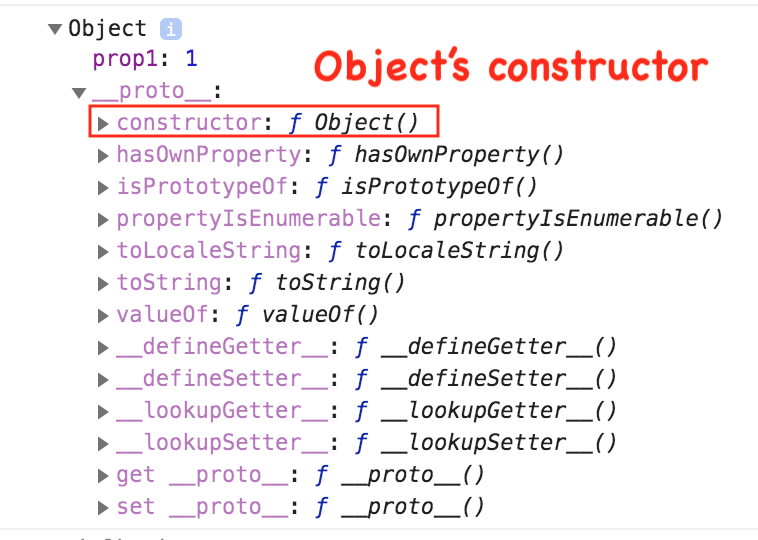 Object i
prop1: 1
Object's constructor
__proto__:
constructor: ƒ Object()
hasOwnProperty: ƒ hasOwnProperty()
isPrototypeOf: ƒ isPrototypeOf()
propertyIsEnumerable: ƒ propertyIsEnumerable()
toLocaleString: ƒ toLocaleString()
toString: ƒ toString()
valueOf: ƒ valueOf()
__defineGetter__: ƒ __defineGetter__()
__defineSetter__: ƒ __defineSetter__()
__lookupGetter__: ƒ __lookupGetter__()
__lookupSetter__: ƒ __lookupSetter__()
get __proto__: ƒ __proto__()
set __proto__: ƒ __proto__()